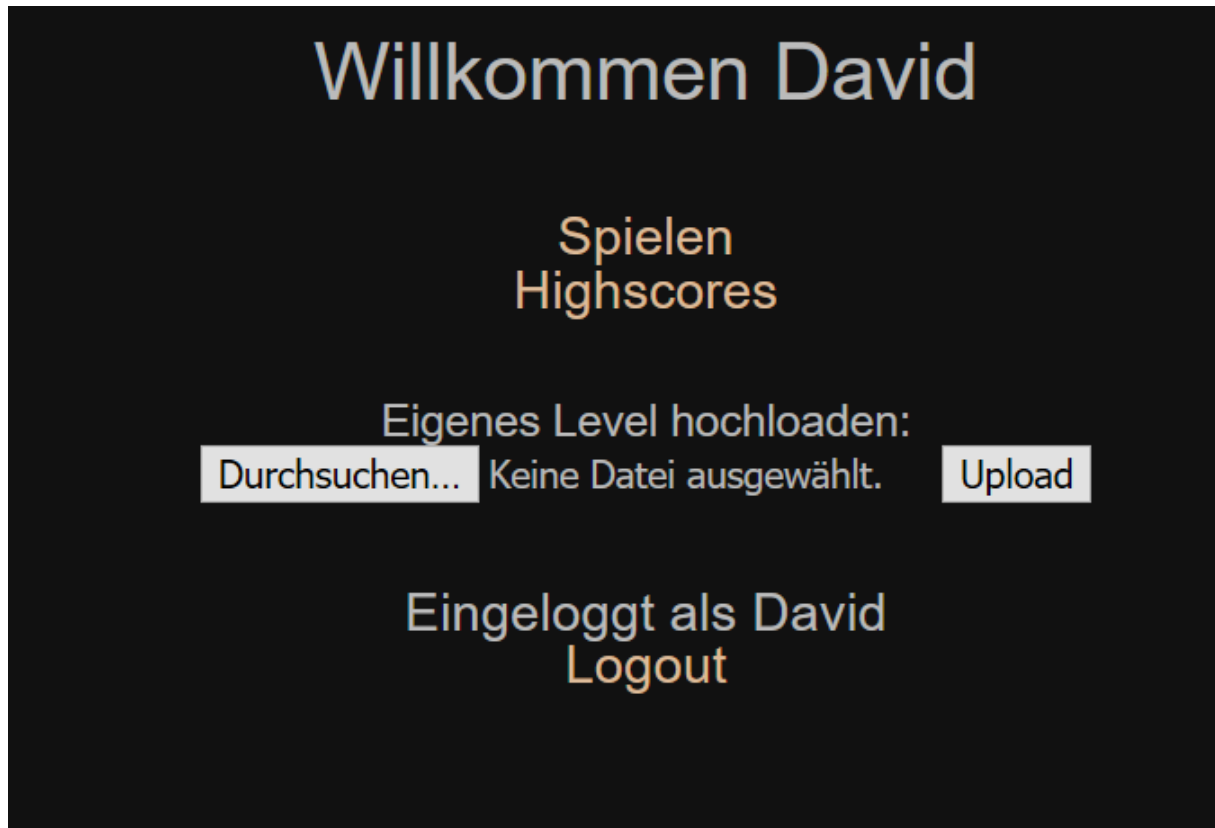 Willkommen David
Spielen
Highscores
Eigenes Level hochloaden:
Durchsuchen... Keine Datei ausgewählt. Upload
Eingeloggt als David
Logout